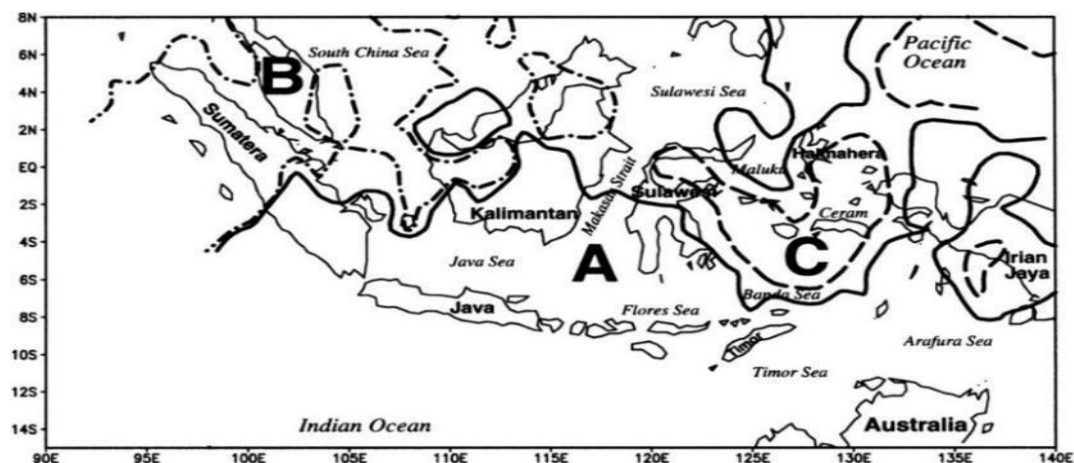 8N
6N
4N
2N
EQ
2S
4S
6S
8S
10S
12S
14S
South China Sea
B
Sumatera
Pacific
Ocean
Sulawesi Sea
Halmahera
Maluku
Sulawesi
Makasar Strait
Kalimantan
Ceram
A
C
Java Sea
Irian
Jaya
Banda Sea
Java
Flores Sea
Timor
Arafura Sea
Timor Sea
Indian Ocean
Australia
90E
95E
100E
105E
110E
115E
120E
125E
130E
135E
140E